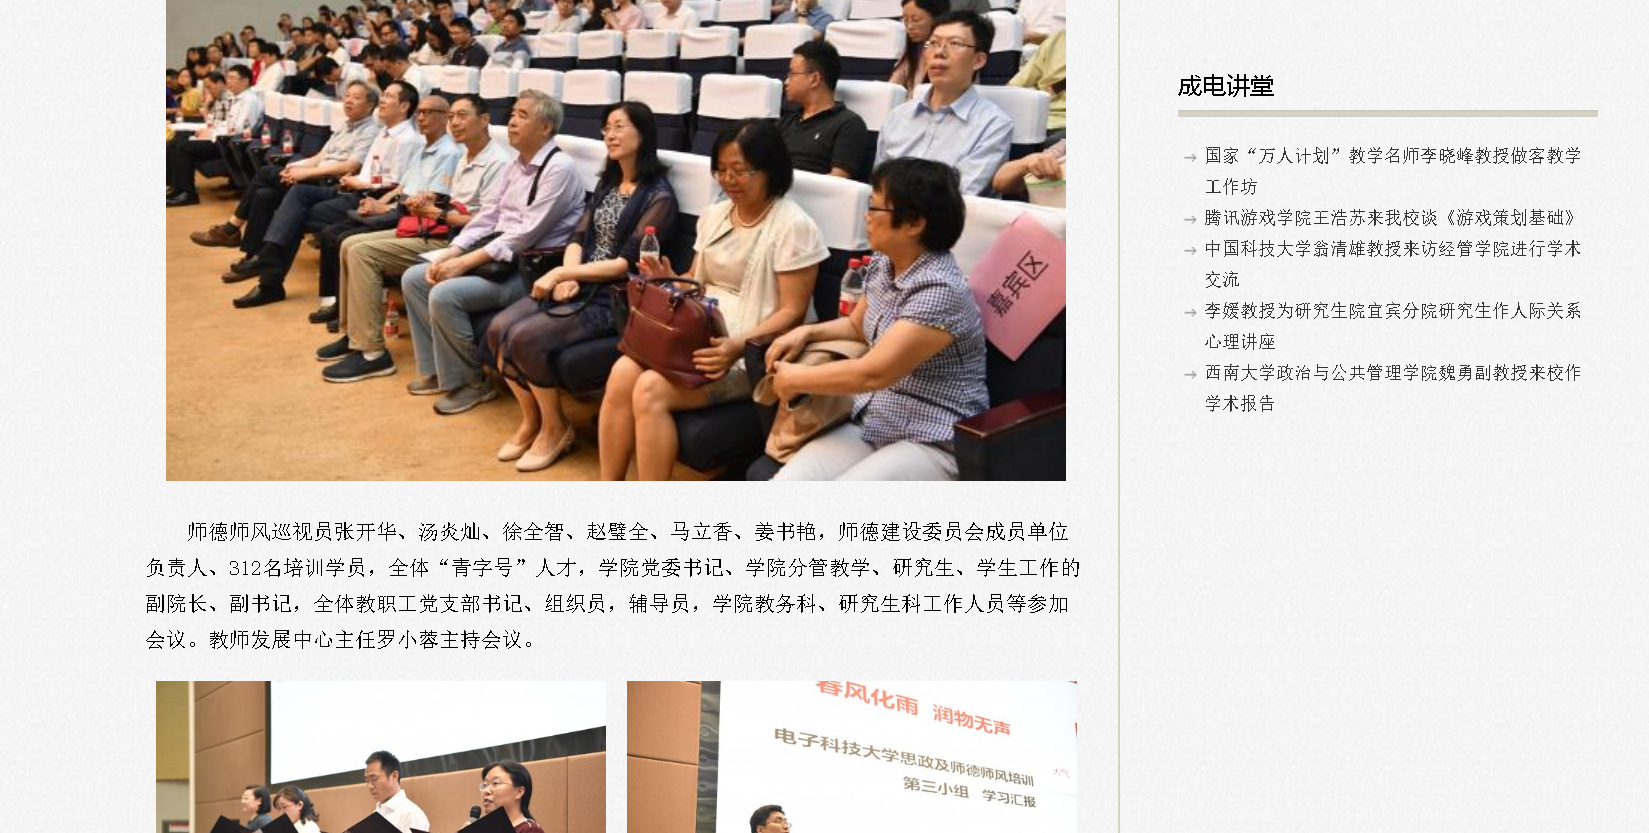 嘉宾区
师德师风巡视员张开华、汤炎灿、徐全智、赵璧全、马立香、姜书艳，师德建设委员会成员单位
负责人、312名培训学员，全体“青字号”人才，学院党委书记、学院分管教学、研究生、学生工作的
副院长、副书记，全体教职工党支部书记、组织员，辅导员，学院教务科、研究生科工作人员等参加
会议。教师发展中心主任罗小蓉主持会议。
春风化雨 润物无声
电子科技大学思政及师德师风培训
第三小组 学习汇报
成电讲堂
国家“万人计划”教学名师李晓峰教授做客教学
工作坊
腾讯游戏学院王浩苏来我校谈《游戏策划基础》
中国科技大学翁清雄教授来访经管学院进行学术
交流
李媛教授为研究生院宜宾分院研究生作人际关系
心理讲座
西南大学政治与公共管理学院魏勇副教授来校作
学术报告